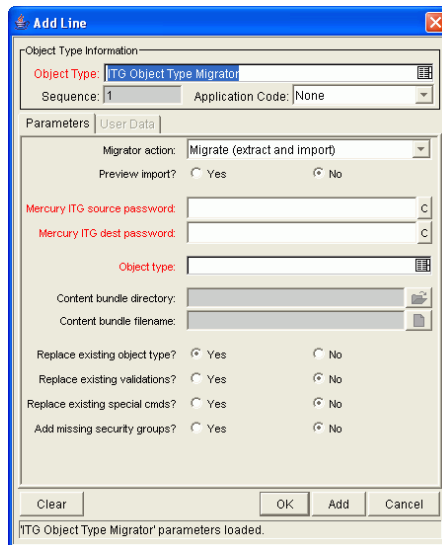 Add Line
Object Type Information
Object Type: ITG Object Type Migrator
Sequence: 1 Application Code: None
Parameters User Data
Migrator action: Migrate (extract and import)
Preview import? Yes No
Mercury ITG source password: C
Mercury ITG dest password: C
Object type:
Content bundle directory:
Content bundle filename:
Replace existing object type? Yes No
Replace existing validations? Yes No
Replace existing special cmds? Yes No
Add missing security groups? Yes No
Clear OK Add Cancel
'ITG Object Type Migrator' parameters loaded.